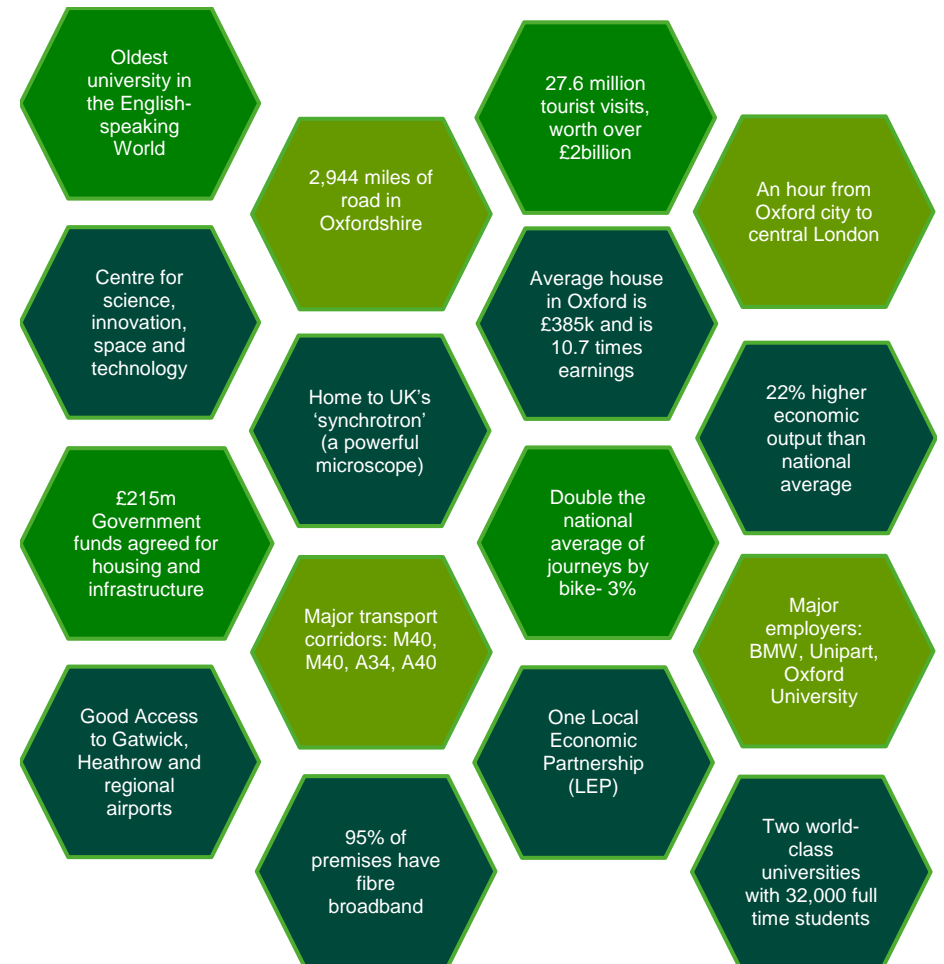 Oldest
university in
the English-
speaking
World
27.6 million
tourist visits,
worth over
£2billion
2,944 miles of
road in
Oxfordshire
An hour from
Oxford city to
central London
Centre for
science,
innovation,
space and
technology
Average house
in Oxford is
£385k and is
10.7 times
earnings
Home to UK's
‘synchrotron’
(a powerful
microscope)
22% higher
economic
output than
national
average
£215m
Government
funds agreed for
housing and
infrastructure
Double the
national
average of
journeys by
bike- 3%
Major transport
corridors: M40,
M40, A34, A40
Major
employers:
BMW, Unipart,
Oxford
University
Good Access
to Gatwick,
Heathrow and
regional
airports
One Local
Economic
Partnership
(LEP)
95% of
premises have
fibre
broadband
Two world-
class
universities
with 32,000 full
time students